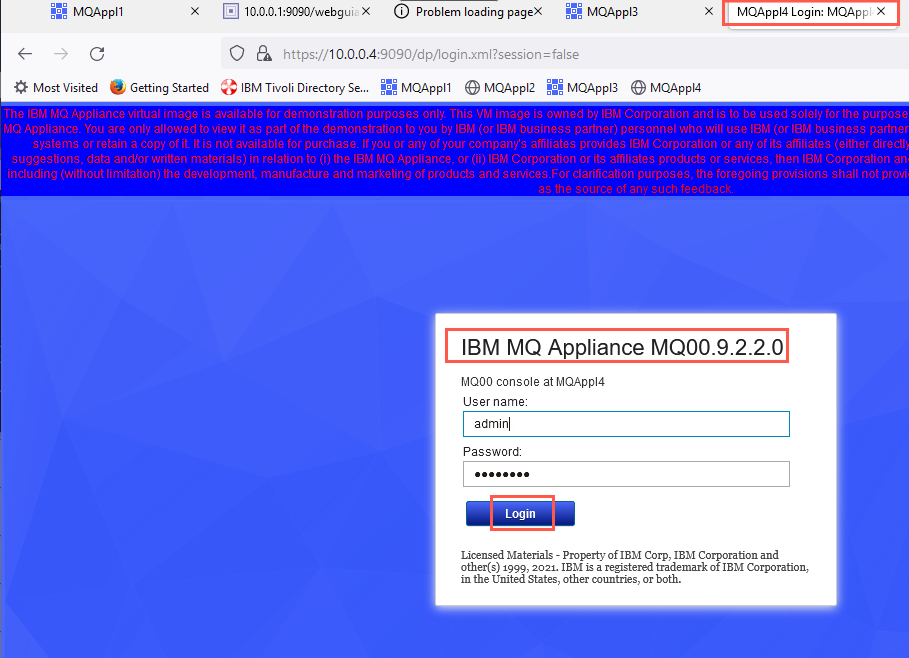 MQAppl1
10.0.0.1:9090/webguia
Problem loading page
MQAppl3
MQAppl4 Login: MQAppl
https://10.0.0.4:9090/dp/login.xml?session=false
Most Visited
Getting Started
IBM Tivoli Directory Se...
MQAppl1
MQAppl2
MQAppl3
MQAppl4
The IBM MQ Appliance virtual image is available for demonstration purposes only. This VM image is owned by IBM Corporation and is to be used solely for the purpose
MQ Appliance. You are only allowed to view it as part of the demonstration to you by IBM (or IBM business partner) personnel who will use IBM (or IBM business partner
systems or retain a copy of it. It is not available for purchase. If you or any of your company's affiliates provides IBM Corporation or any of its affiliates (either directly
suggestions, data and/or written materials) In relation to (i) the IBM MQ Appliance, or (ii) IBM Corporation or its affiliates products or services, then IBM Corporation an
including (without limitation) the development, manufacture and marketing of products and services.For clarification purposes, the foregoing provisions shall not provi
as the source of any such feedback.
IBM MQ Appliance MQ00.9.2.2.0
MQ00 console at MQAppl4
User name:
admin
Password:
Login
Licensed Materials - Property of IBM Corp, IBM Corporation and
other(s) 1999, 2021. IBM is a registered trademark of IBM Corporation,
in the United States, other countries, or both.